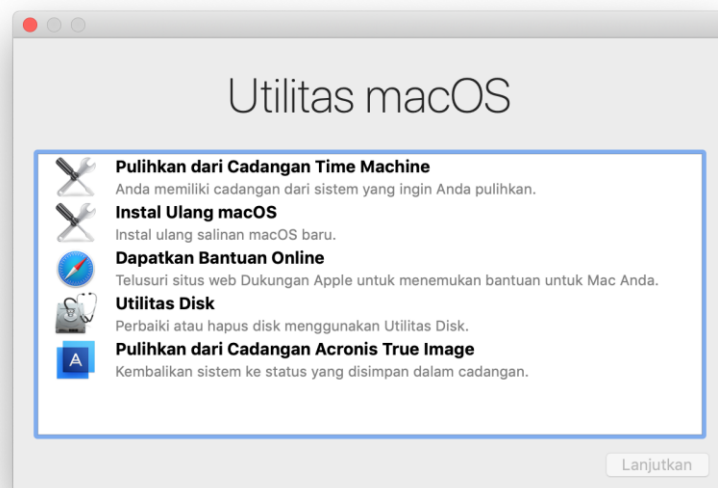 Utilitas macOS
Pulihkan dari Cadangan Time Machine
Anda memiliki cadangan dari sistem yang ingin Anda pulihkan.
Instal Ulang macOS
Instal ulang salinan macOS baru.
Dapatkan Bantuan Online
Telusuri situs web Dukungan Apple untuk menemukan bantuan untuk Mac Anda.
Utilitas Disk
Perbaiki atau hapus disk menggunakan Utilitas Disk.
Pulihkan dari Cadangan Acronis True Image
Kembalikan sistem ke status yang disimpan dalam cadangan.
Lanjutkan